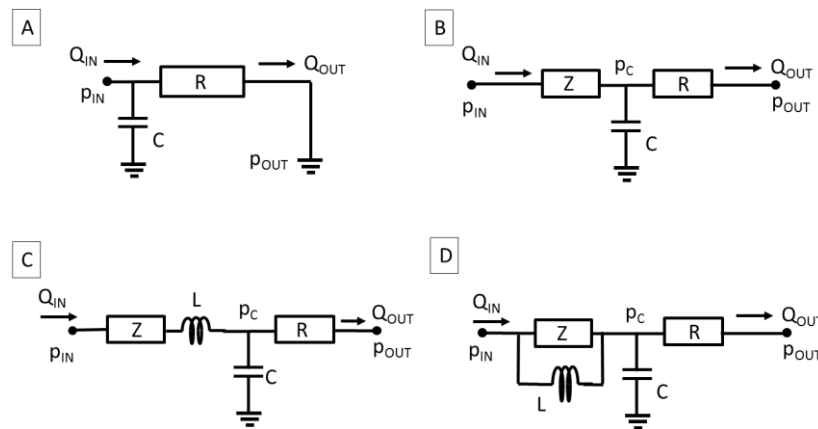 A
Q_IN
Q_OUT
R
p_IN
C
p_OUT
B
Q_IN
p_C
Q_OUT
Z
R
p_IN
p_OUT
C
C
L
Q_IN
p_C
Q_OUT
Z
R
p_IN
p_OUT
C
D
Q_IN
p_C
Q_OUT
Z
R
p_IN
p_OUT
L
C